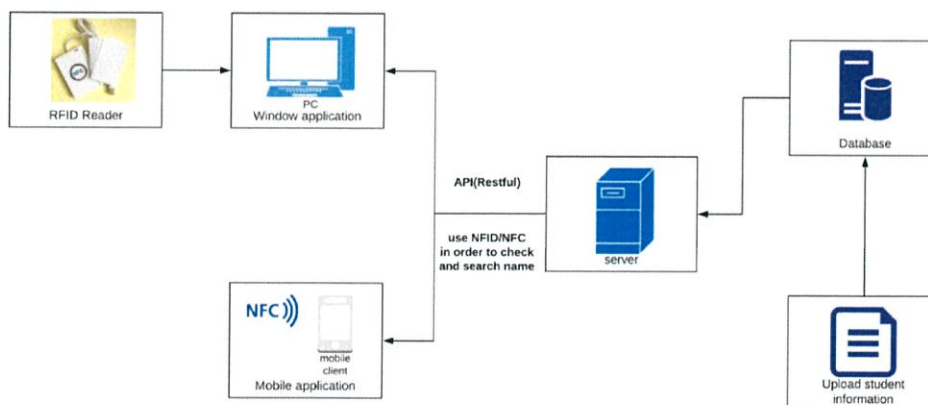 NFC
RFID Reader
PC
Window application
Database
API(Restful)
use NFID/NFC
in order to check
and search name
server
NFC
mobile
client
Mobile application
Upload student
information